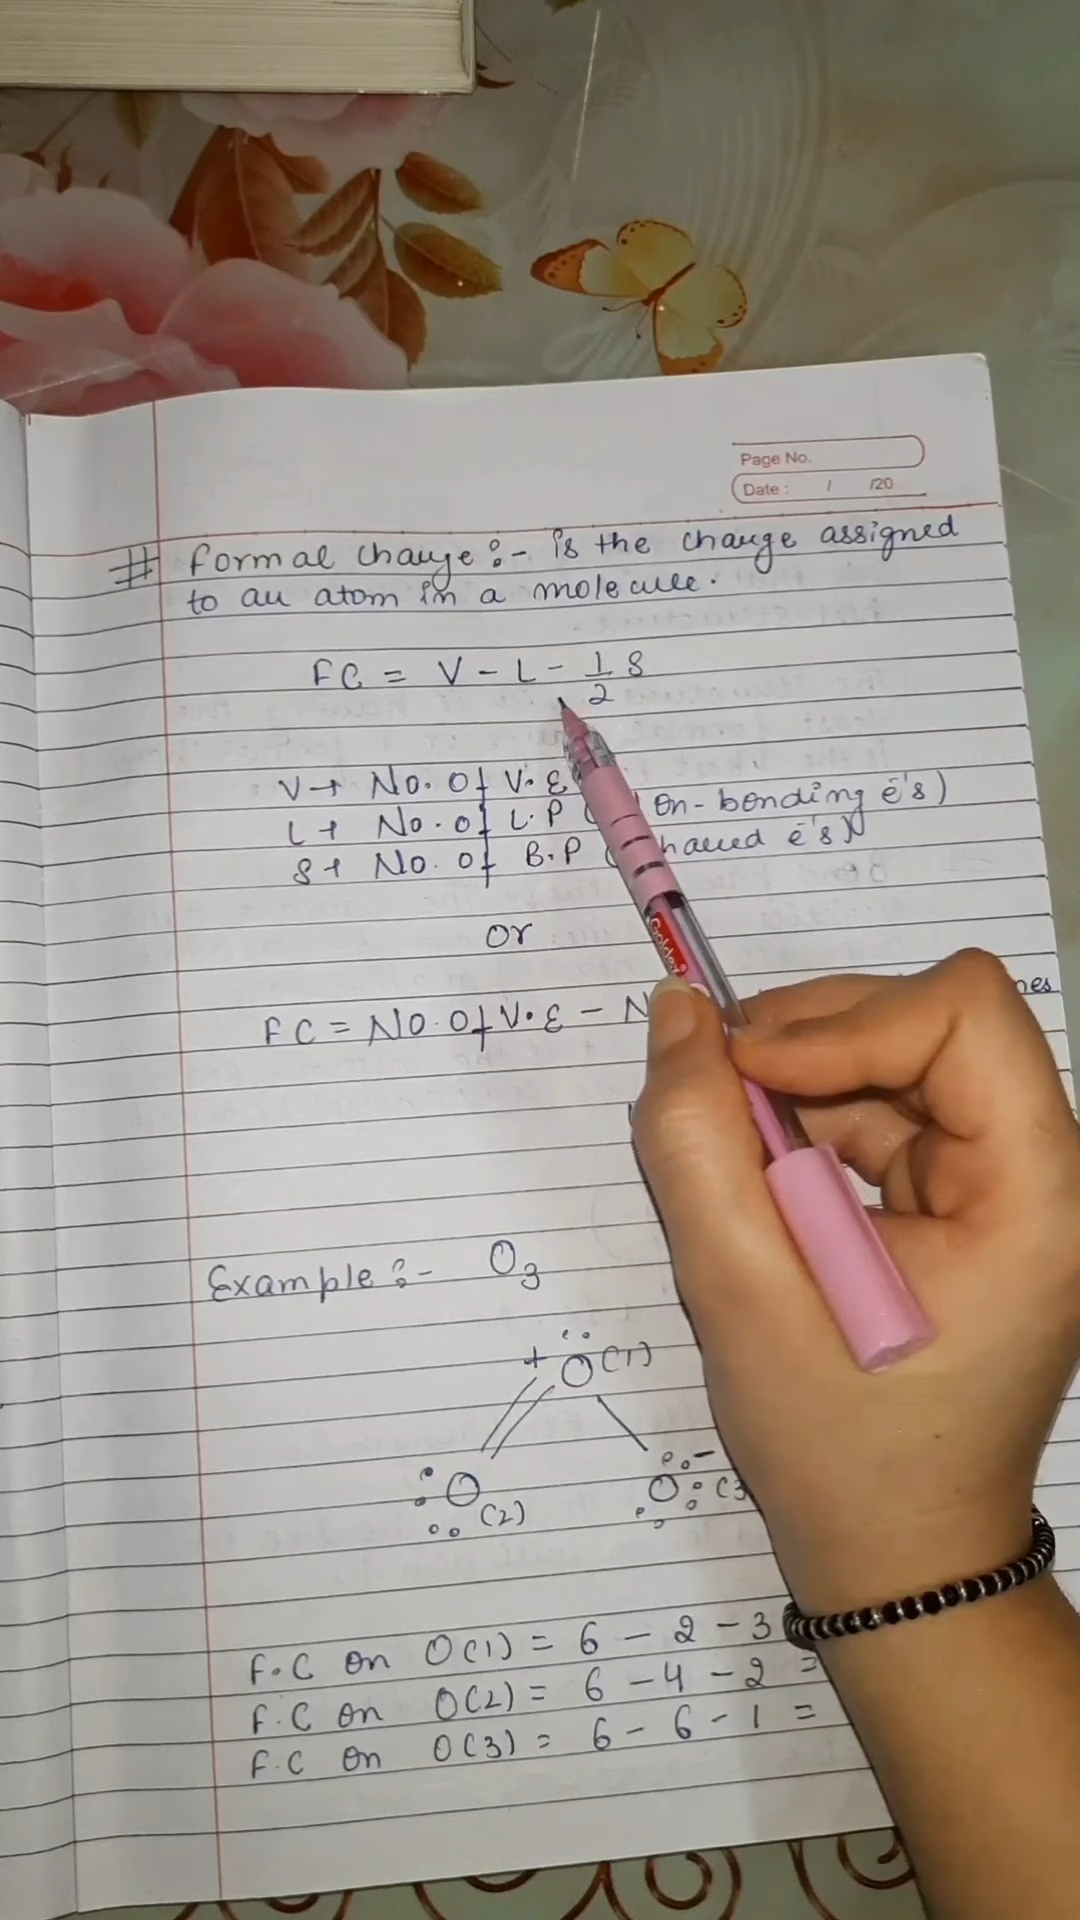 Page No.
Date : / /20
# Formal charge :- is the charge assigned
to an atom in a molecule.
FC = V - L - 1/2 S
V → No. of V.E
L → No. of L.P on-bonding e⁻'s)
S → No. of B.P ( hared e⁻'s)
or
FC = No. of V.E - N nes
Example :- O₃
+ O (1)
O (2)
O - (3
F.C on O(1) = 6 - 2 - 3
F.C on O(2) = 6 - 4 - 2 =
F.C on O(3) = 6 - 6 - 1 =